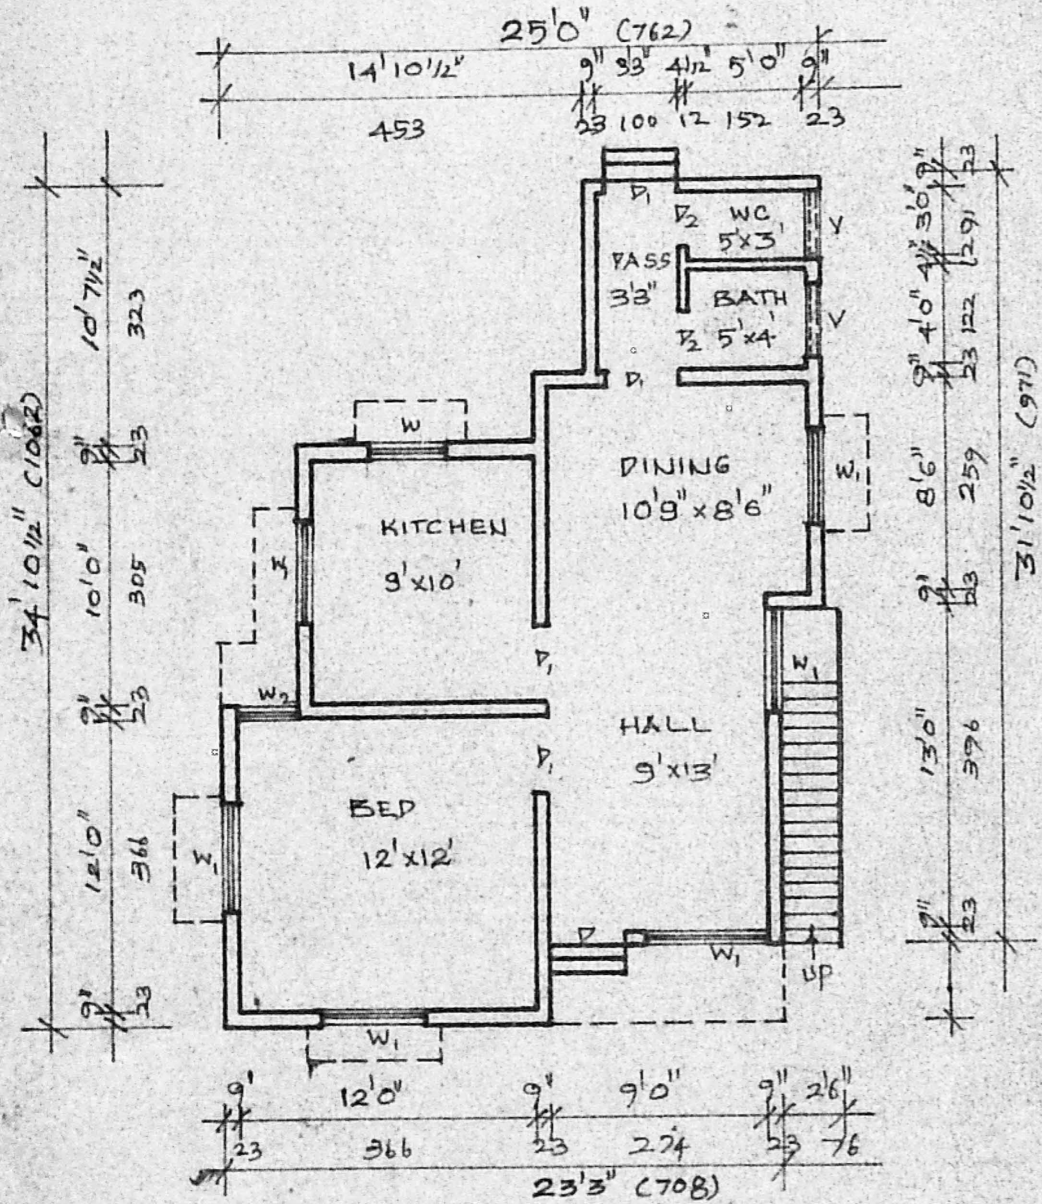 25'0" (762)
14'10½" 9" 3'3" 4½" 5'0" 9"
453 23 100 12 152 23
34'10½" (1062)
10'7½" 323
9" 23
10'0" 305
9" 23
12'0" 366
9" 23
D₁
D₂ WC
5'x3'
V
PASS
3'3"
BATH
D₂ 5'x4'
V
D₁
W
DINING
10'9" x 8'6"
W₁
KITCHEN
9'x10'
W₁
D₁
W₂
W₁
HALL
9'x13'
D₁
BED
12'x12'
W₁
D
W₁
UP
W₁
9" 23
3'0" 291
4½" 12
4'0" 122
9" 23
8'6" 259
9" 23
13'0" 396
9" 23
31'10½" (971)
9" 12'0" 9" 9'0" 9" 2'6"
23 366 23 274 23 76
23'3" (708)